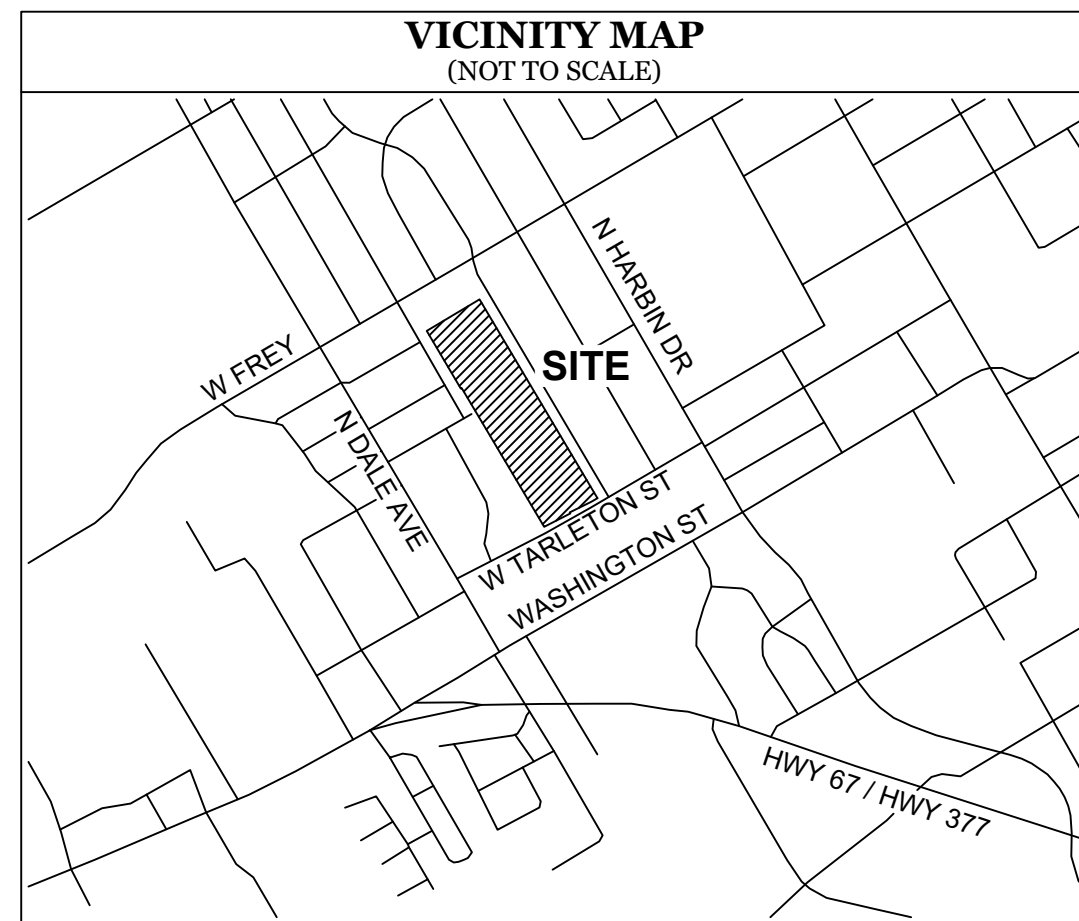 VICINITY MAP
(NOT TO SCALE)
N HARBIN DR
SITE
W FREY
N DALE AVE
W TARLETON ST
WASHINGTON ST
HWY 67 / HWY 377